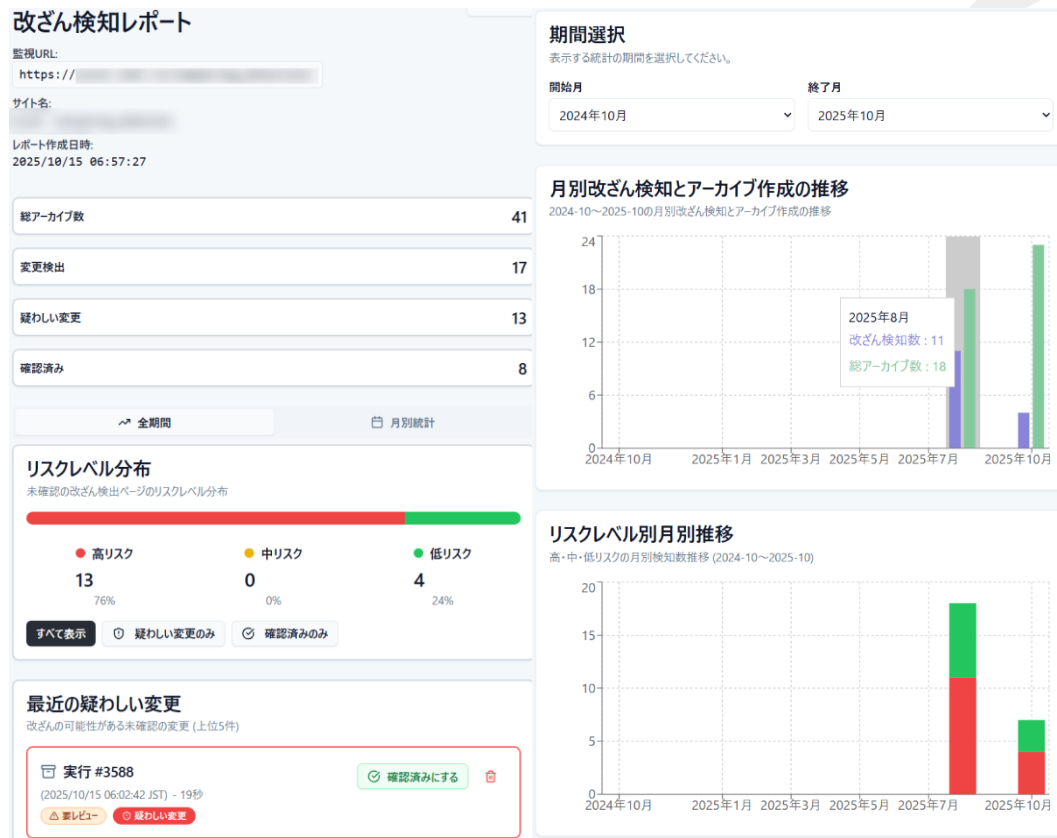 改ざん検知レポート
監視URL:
https://
サイト名:
レポート作成日時:
2025/10/15 06:57:27
総アーカイブ数 41
変更検出 17
疑わしい変更 13
確認済み 8
全期間
月別統計
リスクレベル分布
未確認の改ざん検出ページのリスクレベル分布
高リスク 中リスク 低リスク
13 0 4
76% 0% 24%
すべて表示 疑わしい変更のみ 確認済みのみ
最近の疑わしい変更
改ざんの可能性がある未確認の変更 (上位5件)
実行 #3588
確認済みにする
(2025/10/15 06:02:42 JST) - 19秒
要レビュー 疑わしい変更
期間選択
表示する統計の期間を選択してください。
開始月 終了月
2024年10月 2025年10月
月別改ざん検知とアーカイブ作成の推移
2024-10～2025-10の月別改ざん検知とアーカイブ作成の推移
24
18
12
6
0
2025年8月
改ざん検知数 : 11
総アーカイブ数 : 18
2024年10月 2025年1月 2025年3月 2025年5月 2025年7月 2025年10月
リスクレベル別月別推移
高・中・低リスクの月別検知数推移 (2024-10～2025-10)
20
15
10
5
0
2024年10月 2025年1月 2025年3月 2025年5月 2025年7月 2025年10月